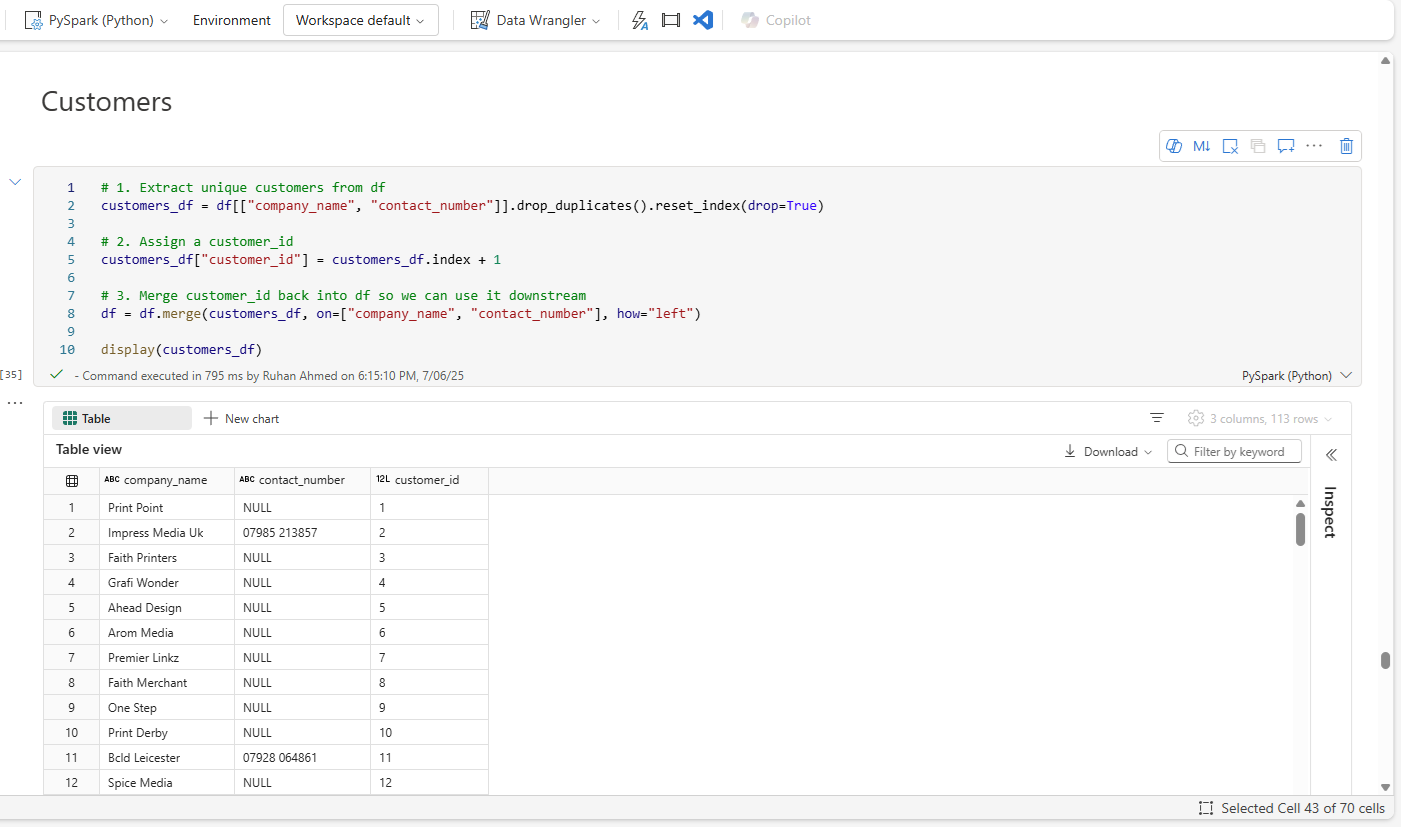 PySpark (Python) Environment Workspace default Data Wrangler Copilot
Customers
M↓ ...
1 # 1. Extract unique customers from df
2 customers_df = df[["company_name", "contact_number"]].drop_duplicates().reset_index(drop=True)
3
4 # 2. Assign a customer_id
5 customers_df["customer_id"] = customers_df.index + 1
6
7 # 3. Merge customer_id back into df so we can use it downstream
8 df = df.merge(customers_df, on=["company_name", "contact_number"], how="left")
9
10 display(customers_df)
[35] - Command executed in 795 ms by Ruhan Ahmed on 6:15:10 PM, 7/06/25 PySpark (Python)
Table New chart 3 columns, 113 rows
Table view Download Filter by keyword
ABC company_name ABC contact_number 12L customer_id
Inspect
1 Print Point NULL 1
2 Impress Media Uk 07985 213857 2
3 Faith Printers NULL 3
4 Grafi Wonder NULL 4
5 Ahead Design NULL 5
6 Arom Media NULL 6
7 Premier Linkz NULL 7
8 Faith Merchant NULL 8
9 One Step NULL 9
10 Print Derby NULL 10
11 Bcld Leicester 07928 064861 11
12 Spice Media NULL 12
Selected Cell 43 of 70 cells